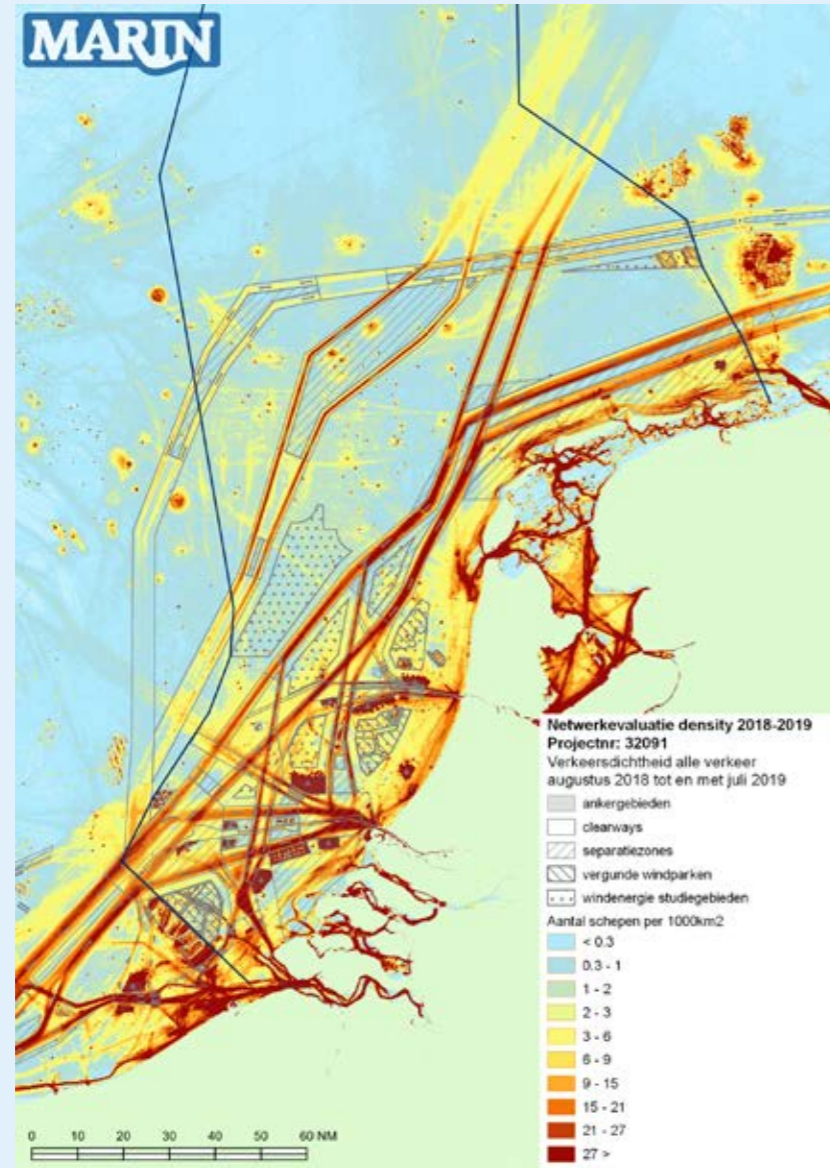 MARIN
Netwerkevaluatie density 2018-2019
Projectnr: 32091
Verkeersdichtheid alle verkeer
augustus 2018 tot en met juli 2019
ankergebieden
clearways
separatiezones
vergunde windparken
windenergie studiegebieden
Aantal schepen per 1000km2
< 0.3
0.3 - 1
1 - 2
2 - 3
3 - 6
6 - 9
9 - 15
15 - 21
21 - 27
27 >
0 10 20 30 40 50 60 NM